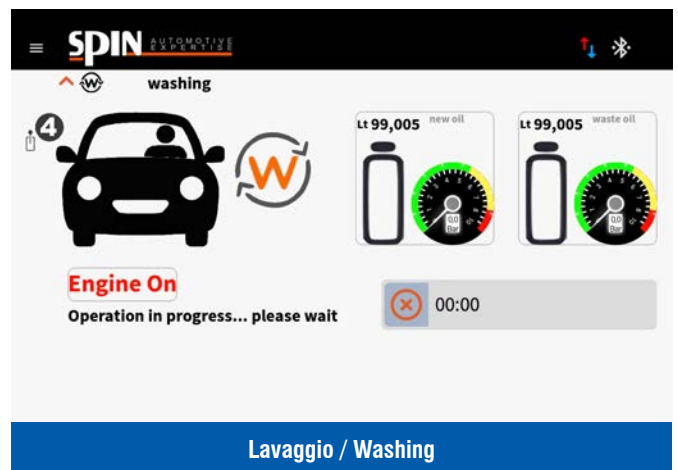 SPIN AUTOMOTIVE EXPERTISE
W washing
4
W
Lt 99,005 new oil
0.0
Bar
Lt 99,005 waste oil
0.0
Bar
Engine On
Operation in progress... please wait
00:00
Lavaggio / Washing